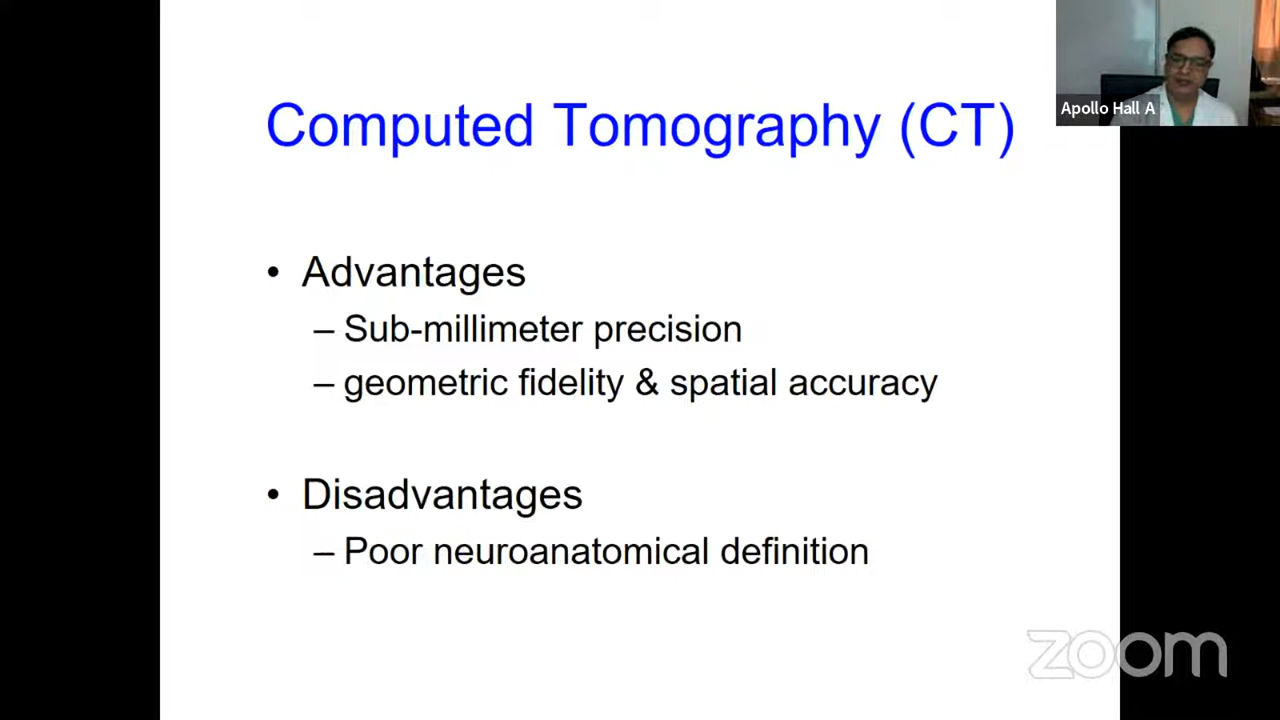 Computed Tomography (CT)
Apollo Hall A
• Advantages
– Sub-millimeter precision
– geometric fidelity & spatial accuracy
• Disadvantages
– Poor neuroanatomical definition
zoom